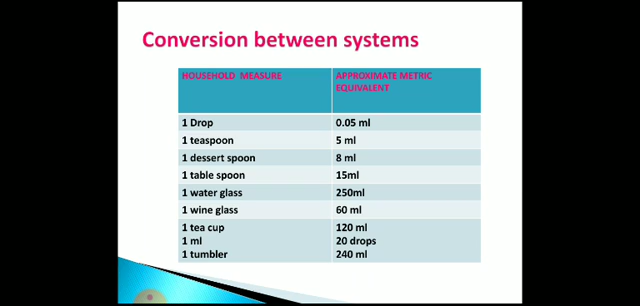 Conversion between systems
HOUSEHOLD MEASURE APPROXIMATE METRIC
EQUIVALENT
1 Drop 0.05 ml
1 teaspoon 5 ml
1 dessert spoon 8 ml
1 table spoon 15ml
1 water glass 250ml
1 wine glass 60 ml
1 tea cup 120 ml
1 ml 20 drops
1 tumbler 240 ml